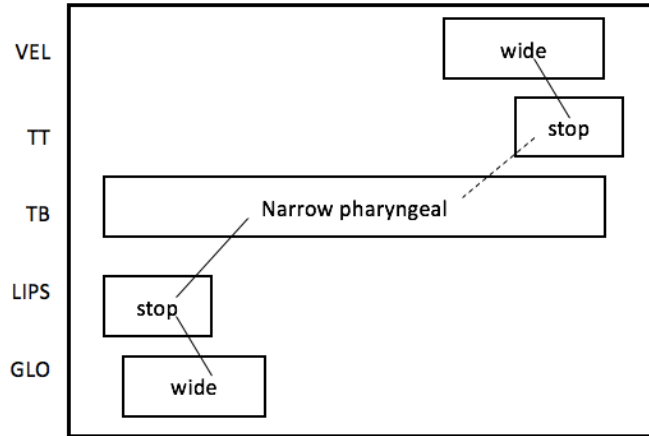 VEL wide
TT stop
TB Narrow pharyngeal
LIPS stop
GLO wide